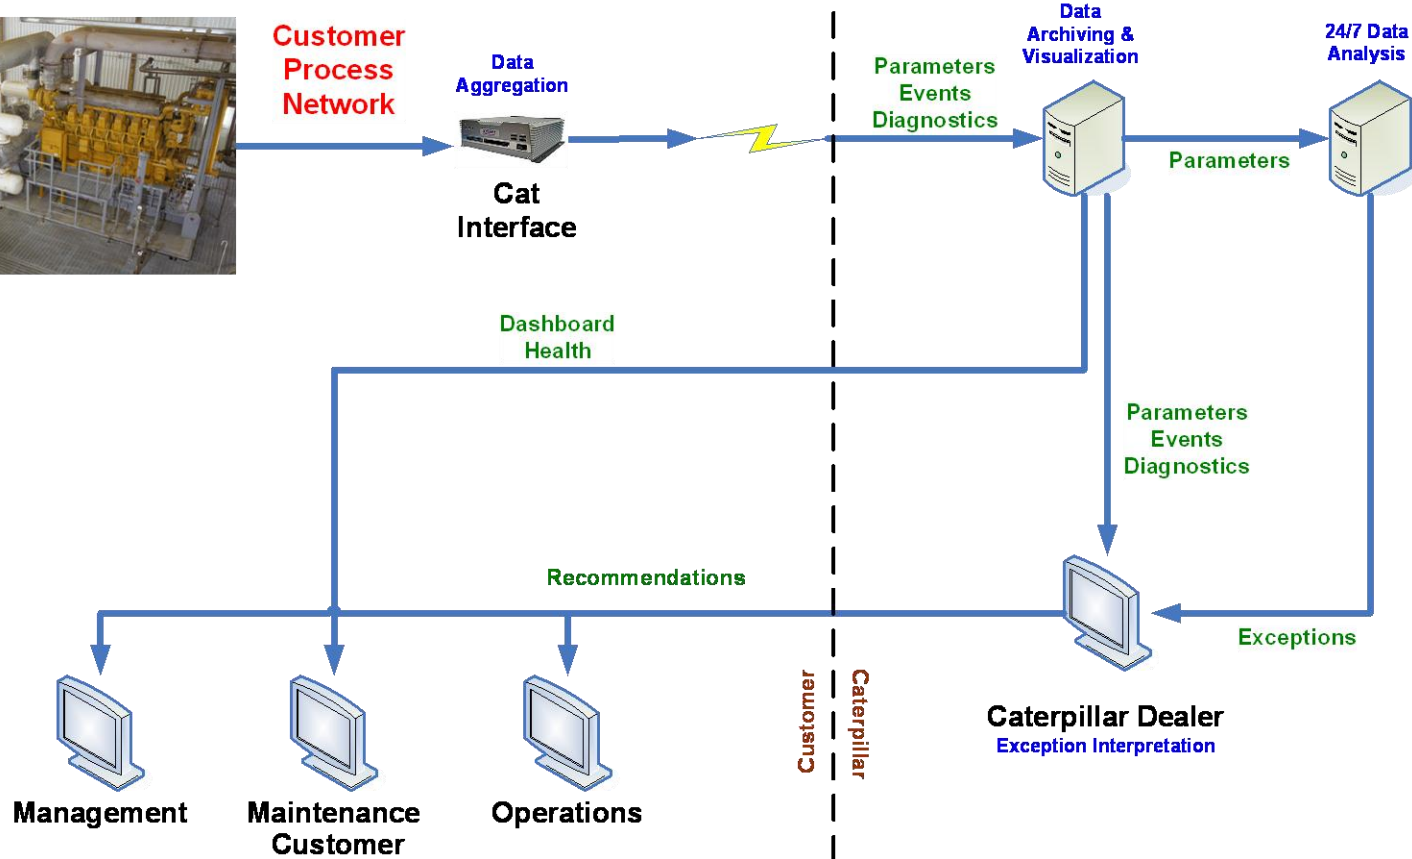 Customer
Process
Network
Data
Aggregation
Cat
Interface
Parameters
Events
Diagnostics
Data
Archiving &
Visualization
Parameters
24/7 Data
Analysis
Dashboard
Health
Parameters
Events
Diagnostics
Recommendations
Exceptions
Customer
Caterpillar
Caterpillar Dealer
Exception Interpretation
Management
Maintenance
Customer
Operations